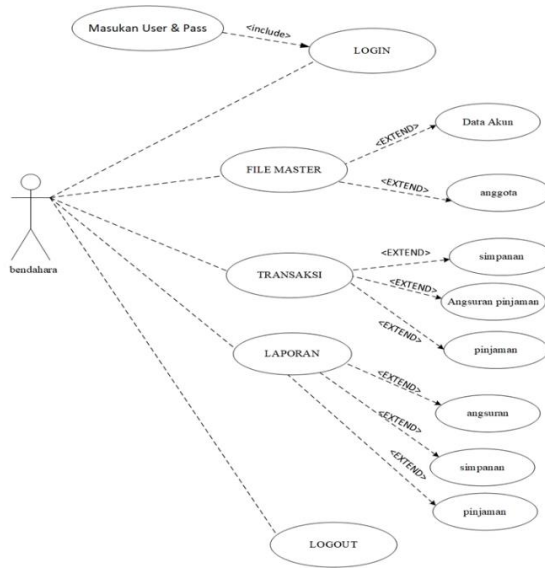 Masukan User & Pass
<include>
LOGIN
Data Akun
<EXTEND>
FILE MASTER
<EXTEND>
anggota
bendahara
simpanan
<EXTEND>
TRANSAKSI
<EXTEND>
Angsuran pinjaman
<EXTEND>
pinjaman
LAPORAN
<EXTEND>
angsuran
<EXTEND>
simpanan
<EXTEND>
pinjaman
LOGOUT